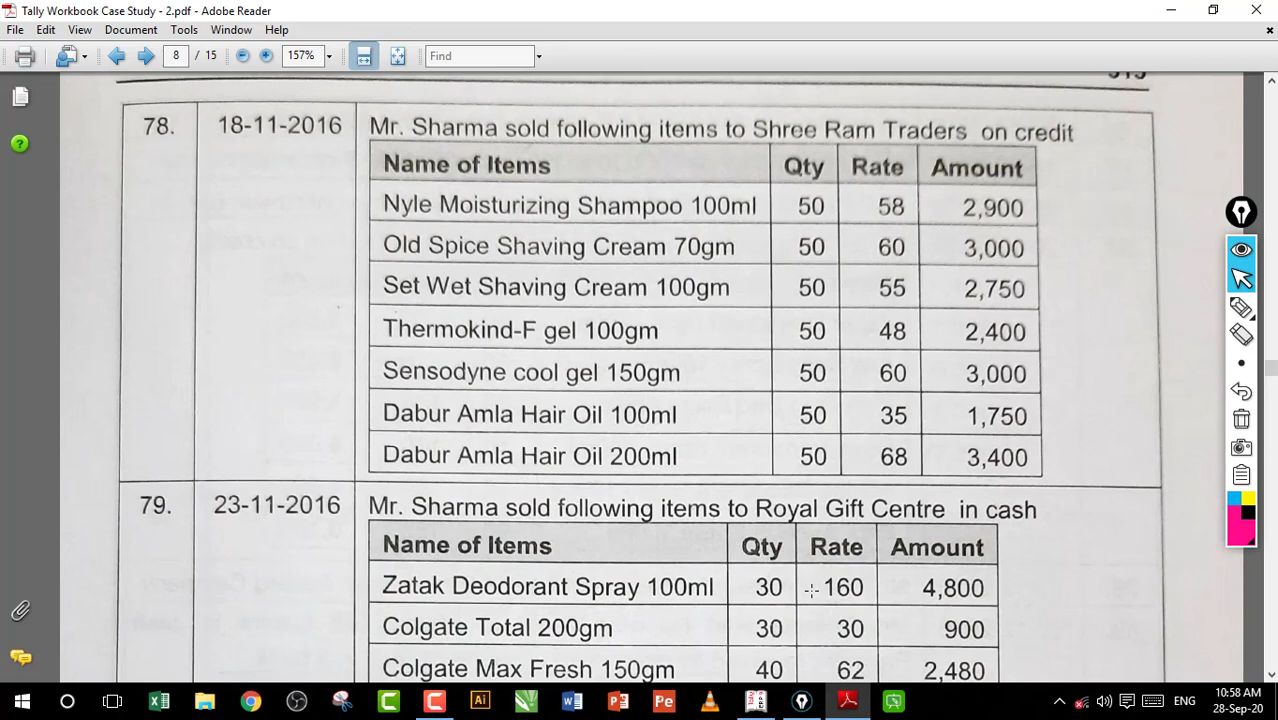 Tally Workbook Case Study - 2.pdf - Adobe Reader
File Edit View Document Tools Window Help
8 / 15 157% Find
78. 18-11-2016 Mr. Sharma sold following items to Shree Ram Traders on credit
Name of Items Qty Rate Amount
Nyle Moisturizing Shampoo 100ml 50 58 2,900
Old Spice Shaving Cream 70gm 50 60 3,000
Set Wet Shaving Cream 100gm 50 55 2,750
Thermokind-F gel 100gm 50 48 2,400
Sensodyne cool gel 150gm 50 60 3,000
Dabur Amla Hair Oil 100ml 50 35 1,750
Dabur Amla Hair Oil 200ml 50 68 3,400
79. 23-11-2016 Mr. Sharma sold following items to Royal Gift Centre in cash
Name of Items Qty Rate Amount
Zatak Deodorant Spray 100ml 30 160 4,800
Colgate Total 200gm 30 30 900
Colgate Max Fresh 150gm 40 62 2,480
ENG
10:58 AM
28-Sep-20